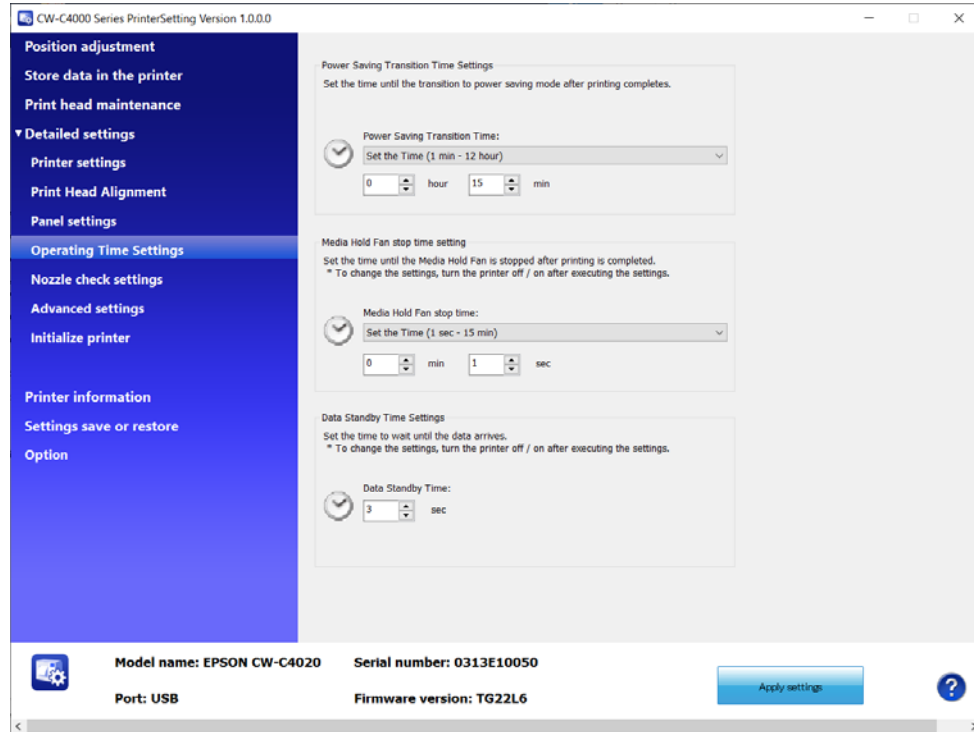 CW-C4000 Series PrinterSetting Version 1.0.0.0
Position adjustment
Store data in the printer
Print head maintenance
Detailed settings
Printer settings
Print Head Alignment
Panel settings
Operating Time Settings
Nozzle check settings
Advanced settings
Initialize printer
Printer information
Settings save or restore
Option
Power Saving Transition Time Settings
Set the time until the transition to power saving mode after printing completes.
Power Saving Transition Time:
Set the Time (1 min - 12 hour)
0 hour 15 min
Media Hold Fan stop time setting
Set the time until the Media Hold Fan is stopped after printing is completed.
* To change the settings, turn the printer off / on after executing the settings.
Media Hold Fan stop time:
Set the Time (1 sec - 15 min)
0 min 1 sec
Data Standby Time Settings
Set the time to wait until the data arrives.
* To change the settings, turn the printer off / on after executing the settings.
Data Standby Time:
3 sec
Model name: EPSON CW-C4020 Serial number: 0313E10050
Port: USB Firmware version: TG22L6
Apply settings
?